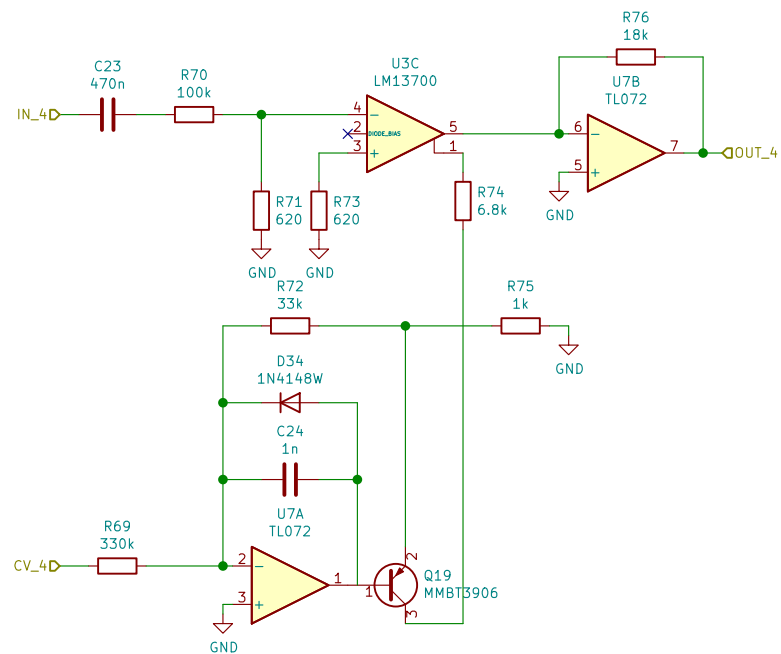 R76
18k
U3C
LM13700
C23
470n
R70
100k
U7B
TL072
IN_4
4
−
2
DIODE_BIAS
3
+
5
1
6
−
5
+
7
OUT_4
GND
R74
6.8k
R71
620
R73
620
GND
GND
R72
33k
R75
1k
GND
D34
1N4148W
C24
1n
U7A
TL072
R69
330k
CV_4
2
−
3
+
1
1
2
3
Q19
MMBT3906
GND